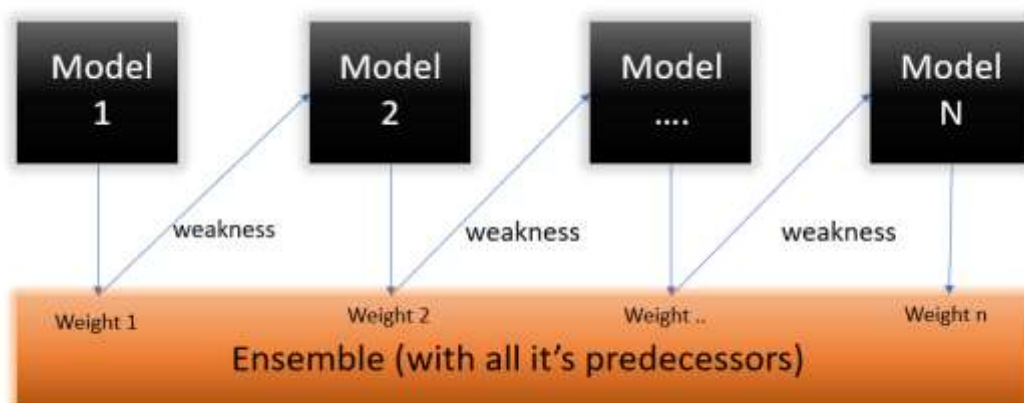 Model
1
Model
2
Model
....
Model
N
weakness
weakness
weakness
Weight 1
Weight 2
Weight ..
Weight n
Ensemble (with all it's predecessors)